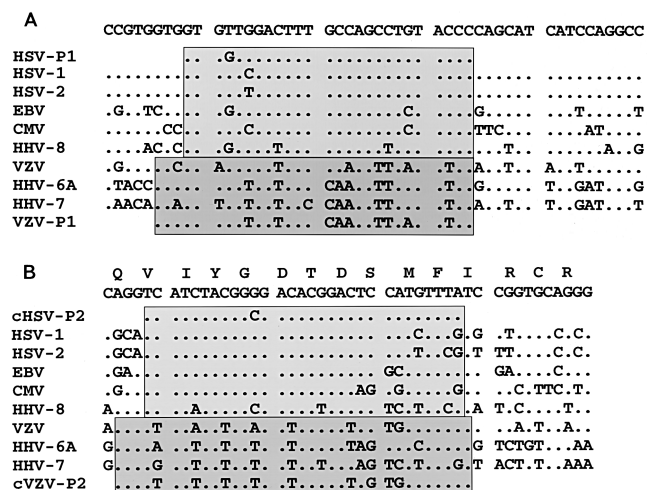 A
CCGTGGTGGT GTTGGACTTT GCCAGCCTGT ACCCCAGCAT CATCCAGGCC
HSV-P1 .. .G........ .......... ....
HSV-1 .......... ...C...... .......... .......... ..........
HSV-2 .......... ...T...... .......... .......... ..........
EBV .G..TC.... .G........ ........C. ....G..... ...T.....T
CMV ......CC.. ...C...... ........C. ....TTC... ....AT....
HHV-8 ....AC.C.. .G....T... ......T... .......T.. ......A..G
VZV .G.....C.. A.....T... ..A..TT.A. ..T.A..T.. A..T......
HHV-6A .TACC..... ...T..T... CAA..TT... ..T.G..... T..GAT...T
HHV-7 .AACA..A.. T..T..T..C CAA..TT... ..T.A..T.. T..GAT...T
VZV-P1 ..... ...T..T... CAA..TT.A. ..T.
B
Q V I Y G D T D S M F I R C R
CAGGTC ATCTACGGGG ACACGGACTC CATGTTTATC CGGTGCAGGG
cHSV-P2 .. ........C. .......... ........
HSV-1 .GCA.. .......... .......... ...C...G.G .T....C.C.
HSV-2 .GCA.. .......... .......... ...T..CG.T TT....C.C.
EBV .GA... .......... .......... GC........ GA....C...
CMV .G.... .......... ........AG .G.....G.. ..C.TTC.T.
HHV-8 A..... ..A.....C. ....T..... TC.T..C..A T.C....T..
VZV A....T ..A..T..A. .T.....T.. TG........ ..A.T..A..
HHV-6A G....A ..T..T..T. .T.....TAG ...C.....G TCTGT...AA
HHV-7 G....G ..T..T..T. .T..T...AG TC.T...G.T ACT.T..AAA
cVZV-P2 ....T ..T..T..T. .T.....T.G TG.......